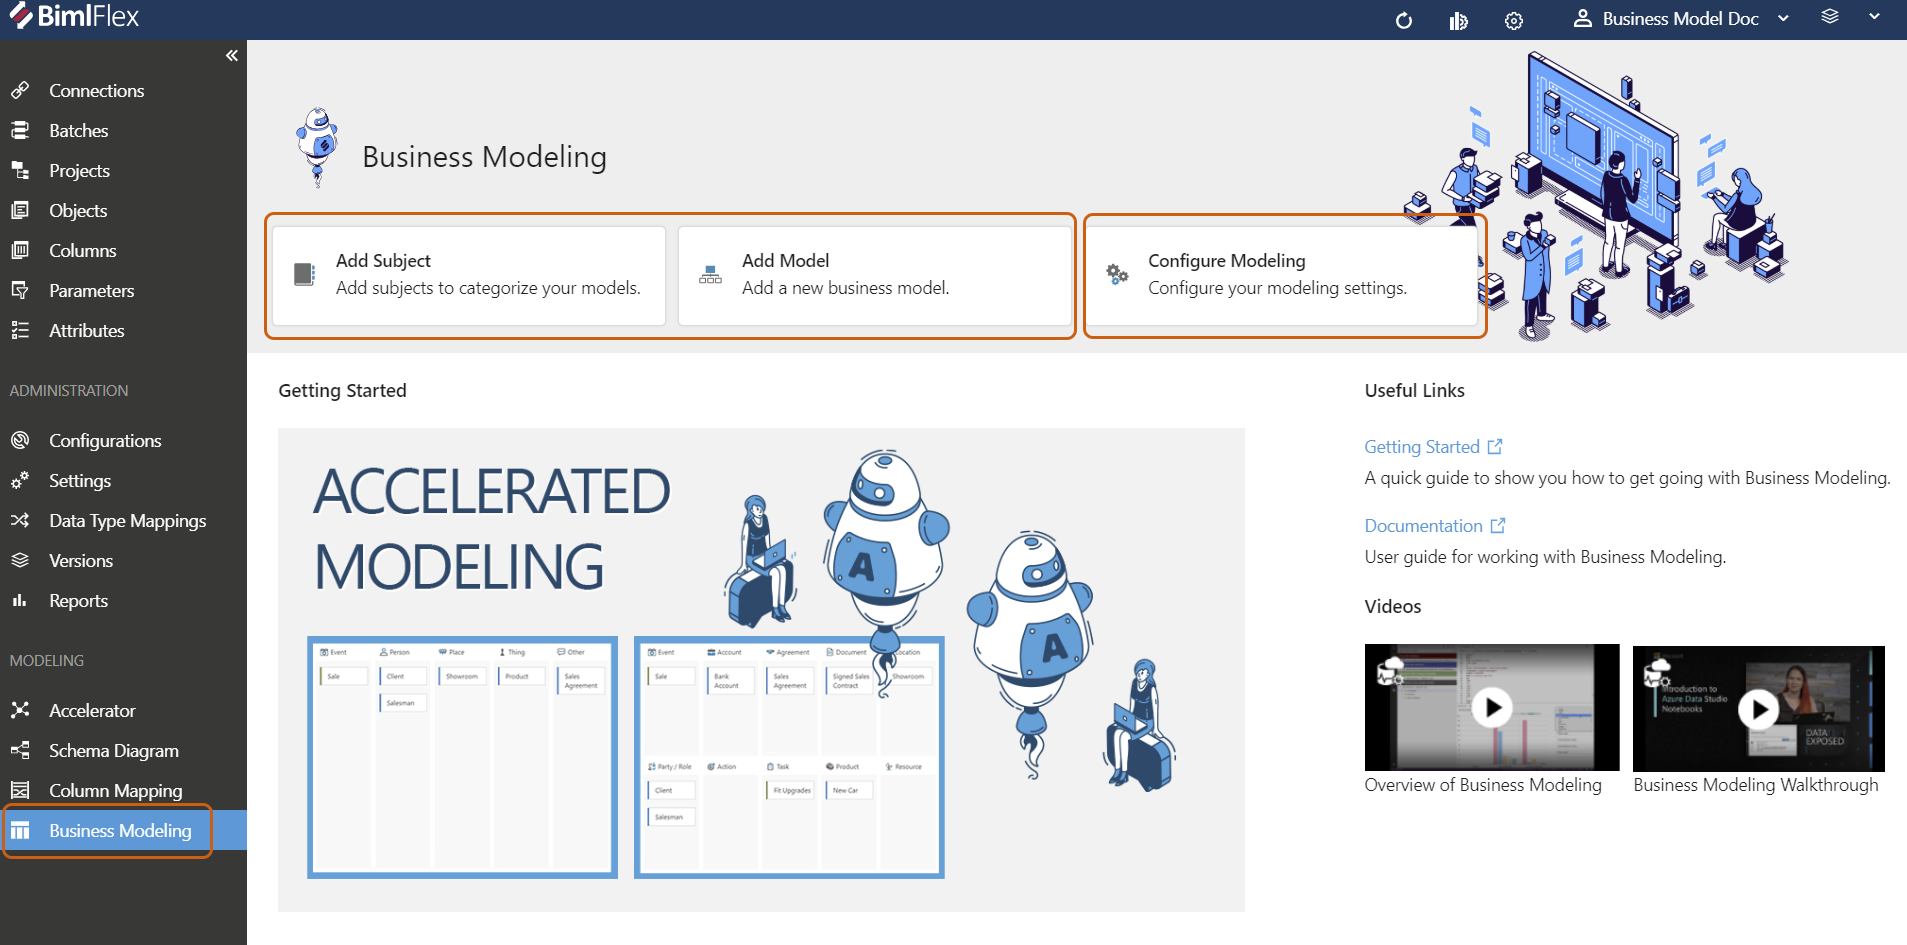 BimlFlex
Business Model Doc
Connections
Batches
Projects
Objects
Columns
Parameters
Attributes
ADMINISTRATION
Configurations
Settings
Data Type Mappings
Versions
Reports
MODELING
Accelerator
Schema Diagram
Column Mapping
Business Modeling
Business Modeling
Add Subject
Add subjects to categorize your models.
Add Model
Add a new business model.
Configure Modeling
Configure your modeling settings.
Getting Started
ACCELERATED
MODELING
A
A
Event Person Place Thing Other
Sale Client Showroom Product Sales
Agreement
Salesman
Event Account Agreement Document Location
Sale Bank Sales Signed Sales Showroom
Account Agreement Contract
Party / Role Action Task Product Resource
Client Fit Upgrades New Car
Salesman
Useful Links
Getting Started
A quick guide to show you how to get going with Business Modeling.
Documentation
User guide for working with Business Modeling.
Videos
Introduction to
Azure Data Studio
Notebooks
DATA
EXPOSED
Overview of Business Modeling
Business Modeling Walkthrough